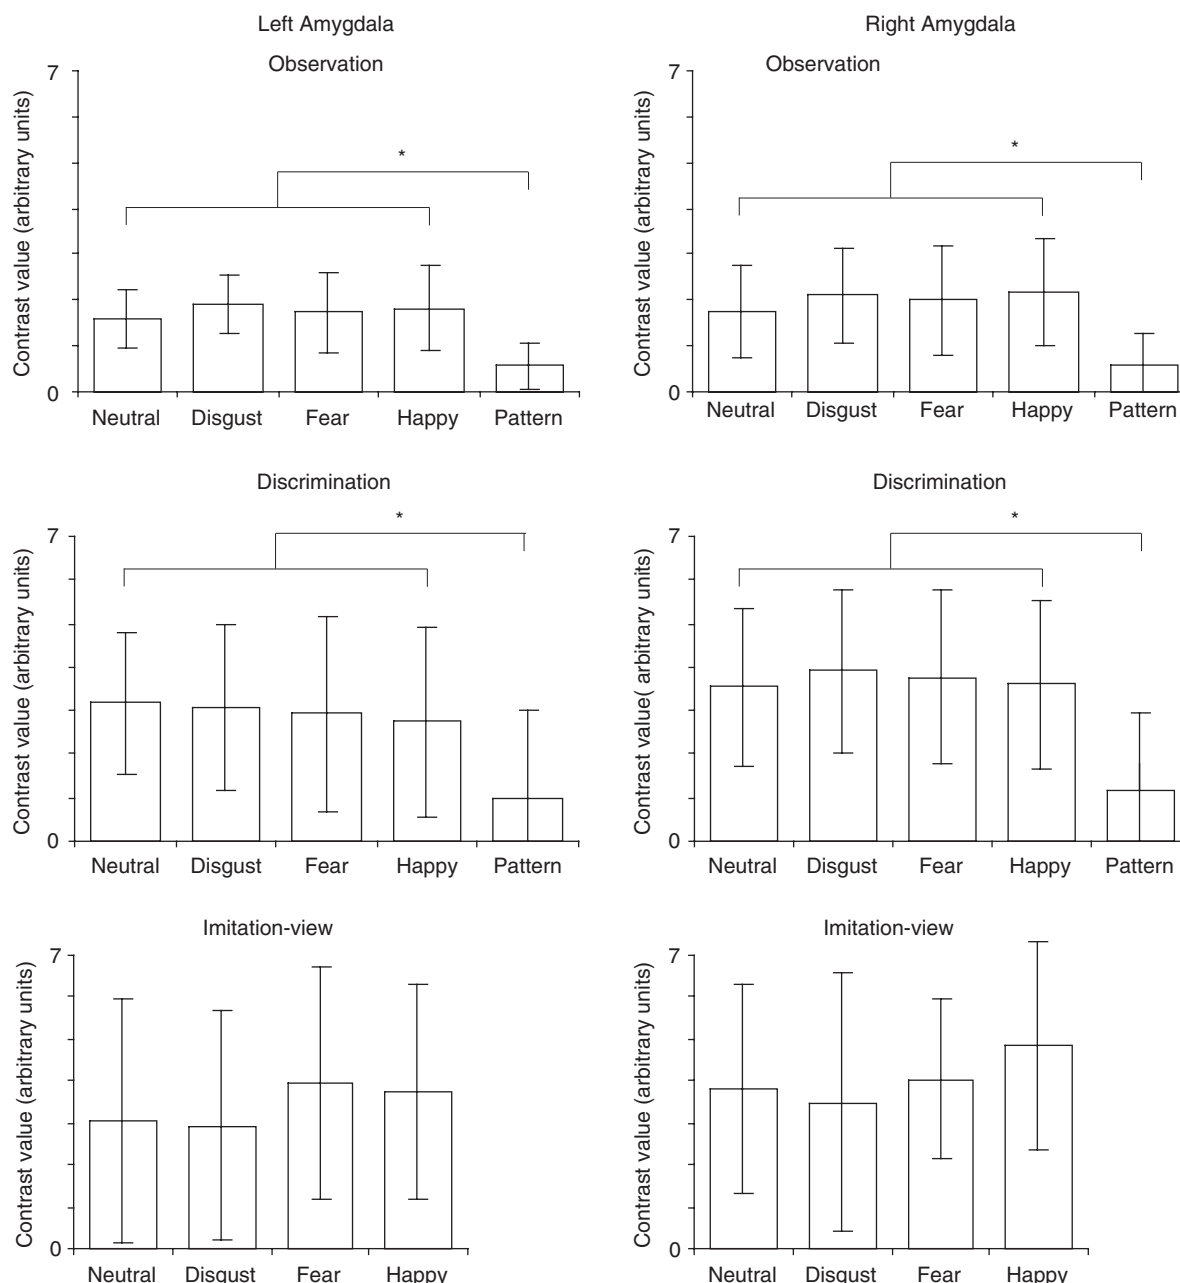 Left Amygdala
Observation
Contrast value (arbitrary units)
7
*
0
Neutral Disgust Fear Happy Pattern
Right Amygdala
Observation
Contrast value (arbitrary units)
7
*
0
Neutral Disgust Fear Happy Pattern
Discrimination
Contrast value (arbitrary units)
7
*
0
Neutral Disgust Fear Happy Pattern
Discrimination
Contrast value( arbitrary units)
7
*
0
Neutral Disgust Fear Happy Pattern
Imitation-view
Contrast value (arbitrary units)
7
0
Neutral Disgust Fear Happy
Imitation-view
Contrast value (arbitrary units)
7
0
Neutral Disgust Fear Happy